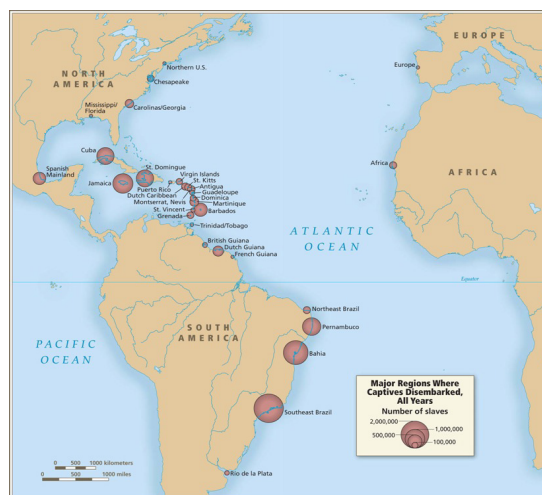 EUROPE
Northern U.S.
Europe
NORTH
AMERICA
Chesapeake
Mississippi/
Florida
Carolinas/Georgia
Cuba
St. Domingue
Virgin Islands
St. Kitts
Africa
AFRICA
Spanish
Mainland
Jamaica
Puerto Rico
Antigua
Dutch Caribbean
Guadeloupe
Montserrat, Nevis
Dominica
Martinique
St. Vincent
Barbados
Grenada
Trinidad/Tobago
ATLANTIC
OCEAN
British Guiana
Dutch Guiana
French Guiana
Equator
Northeast Brazil
SOUTH
AMERICA
Pernambuco
PACIFIC
OCEAN
Bahia
Major Regions Where
Captives Disembarked,
All Years
Number of slaves
2,000,000
1,000,000
500,000
100,000
Southeast Brazil
0 500 1000 kilometers
0 500 1000 miles
Rio de la Plata